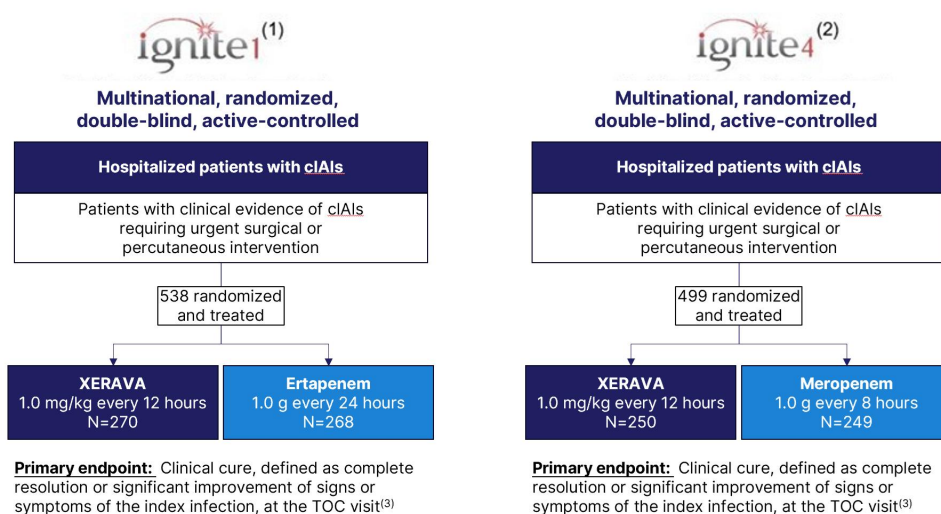 ignite1(1)
Multinational, randomized,
double-blind, active-controlled
Hospitalized patients with cIAIs
Patients with clinical evidence of cIAIs
requiring urgent surgical or
percutaneous intervention
538 randomized
and treated
XERAVA
1.0 mg/kg every 12 hours
N=270
Ertapenem
1.0 g every 24 hours
N=268
Primary endpoint: Clinical cure, defined as complete
resolution or significant improvement of signs or
symptoms of the index infection, at the TOC visit(3)
ignite4(2)
Multinational, randomized,
double-blind, active-controlled
Hospitalized patients with cIAIs
Patients with clinical evidence of cIAIs
requiring urgent surgical or
percutaneous intervention
499 randomized
and treated
XERAVA
1.0 mg/kg every 12 hours
N=250
Meropenem
1.0 g every 8 hours
N=249
Primary endpoint: Clinical cure, defined as complete
resolution or significant improvement of signs or
symptoms of the index infection, at the TOC visit(3)